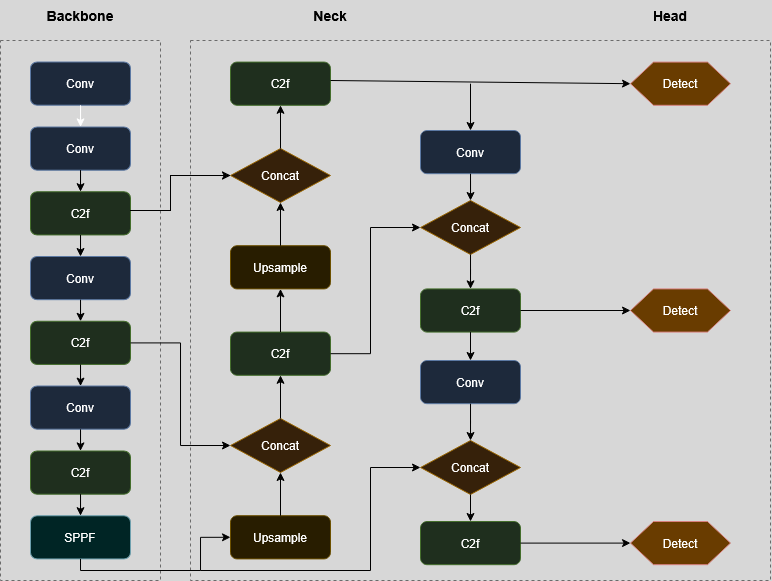 Backbone
Neck
Head
Conv
Conv
C2f
Conv
C2f
Conv
C2f
SPPF
C2f
Concat
Upsample
C2f
Concat
Upsample
Conv
Concat
C2f
Conv
Concat
C2f
Detect
Detect
Detect